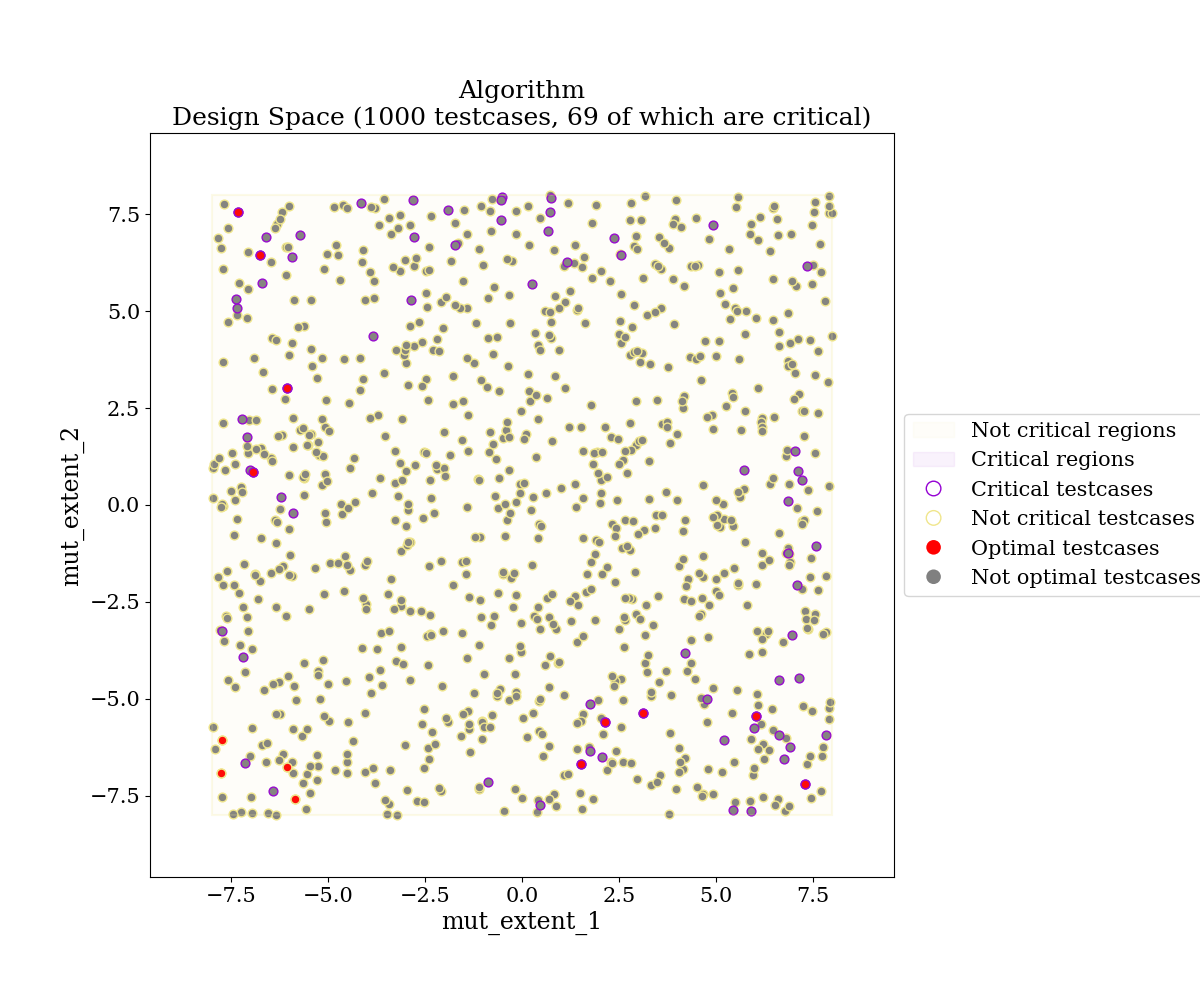 Algorithm
Design Space (1000 testcases, 69 of which are critical)
7.5
5.0
2.5
0.0
−2.5
−5.0
−7.5
mut_extent_2
−7.5 −5.0 −2.5 0.0 2.5 5.0 7.5
mut_extent_1
Not critical regions
Critical regions
Critical testcases
Not critical testcases
Optimal testcases
Not optimal testcases